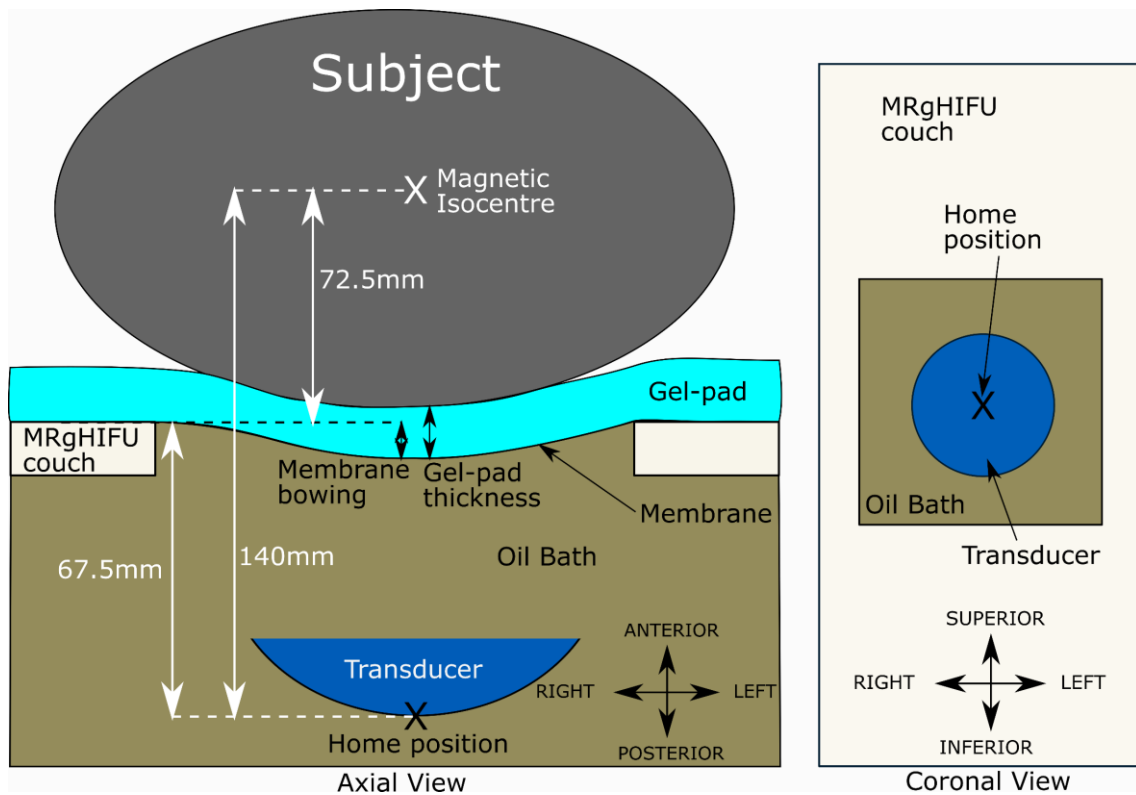 Subject
X Magnetic
Isocentre
72.5mm
Gel-pad
MRgHIFU
couch
Membrane
bowing
Gel-pad
thickness
Membrane
67.5mm
140mm
Oil Bath
Transducer
X
Home position
ANTERIOR
RIGHT
LEFT
POSTERIOR
Axial View
MRgHIFU
couch
Home
position
X
Oil Bath
Transducer
SUPERIOR
RIGHT
LEFT
INFERIOR
Coronal View